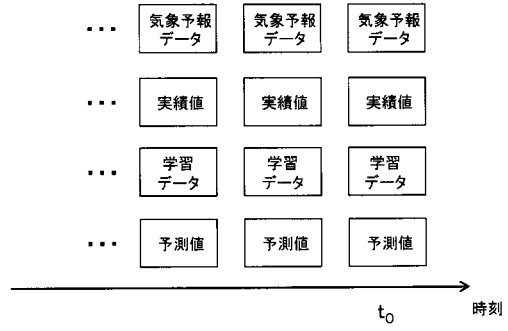 … 気象予報 気象予報 気象予報
データ データ データ
… 実績値 実績値 実績値
… 学習 学習 学習
データ データ データ
… 予測値 予測値 予測値
t0 時刻